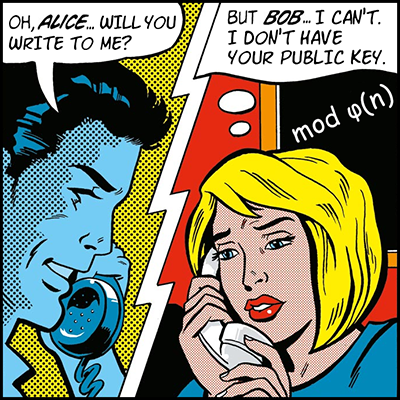 OH, ALICE... WILL YOU
WRITE TO ME?
BUT BOB... I CAN'T.
I DON'T HAVE
YOUR PUBLIC KEY.
mod φ(n)